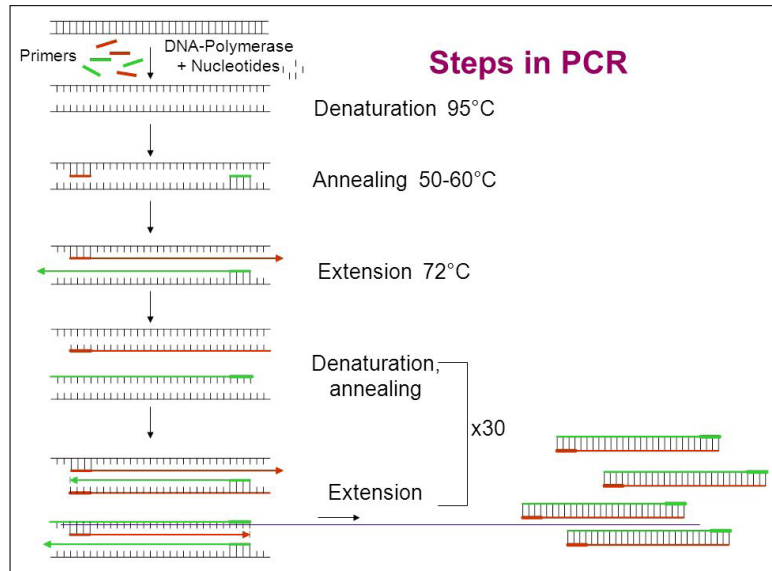 Steps in PCR
Primers
DNA-Polymerase
+ Nucleotides
Denaturation 95°C
Annealing 50-60°C
Extension 72°C
Denaturation,
annealing
x30
Extension